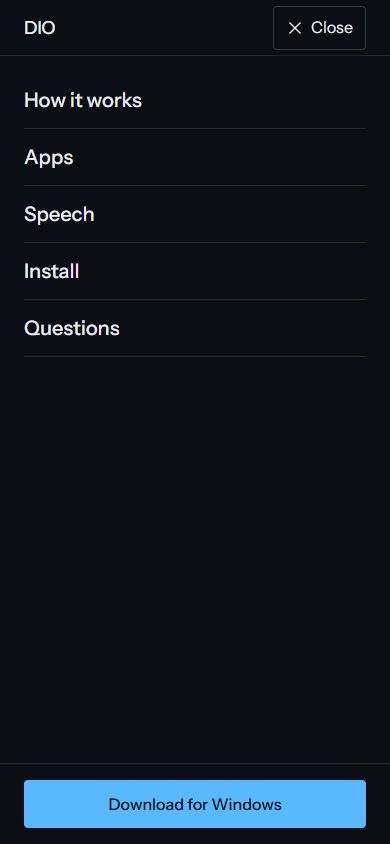 DIO
Close
How it works
Apps
Speech
Install
Questions
Download for Windows